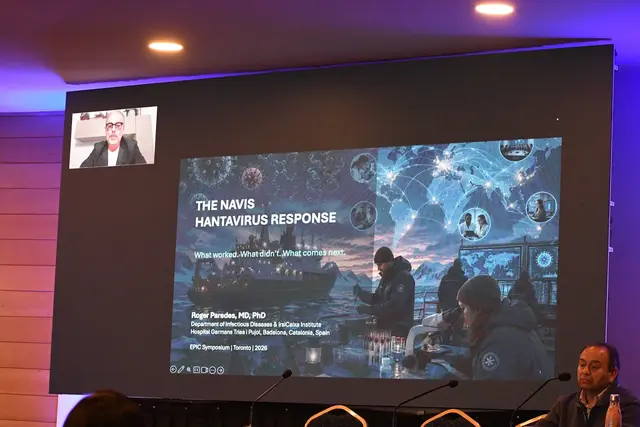 THE NAVIS
HANTAVIRUS RESPONSE
What worked. What didn't. What comes next.
Roger Paredes, MD, PhD
Department of Infectious Diseases & IrsiCaixa Institute
Hospital Germans Trias i Pujol, Badalona, Catalonia, Spain
EPIC Symposium | Toronto | 2026